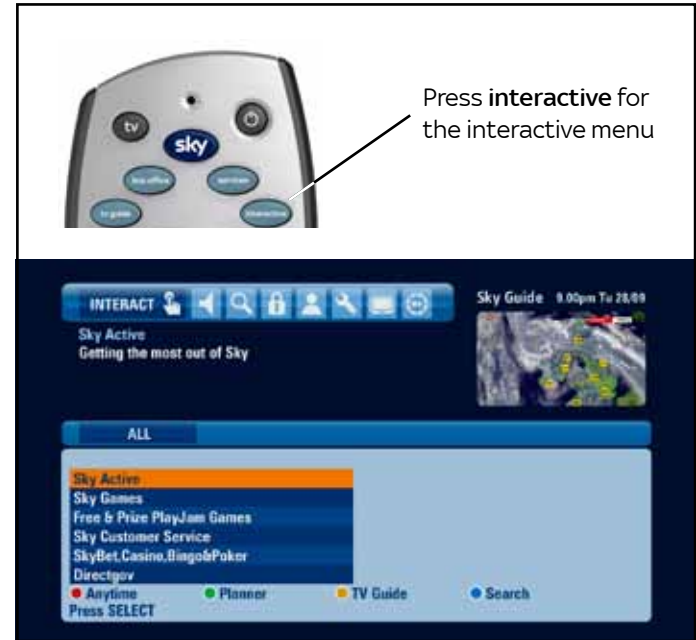 Press interactive for
the interactive menu
tv
sky
box office
services
tv guide
interactive
INTERACT
Sky Guide 9.00pm Tu 28/09
Sky Active
Getting the most out of Sky
ALL
Sky Active
Sky Games
Free & Prize PlayJam Games
Sky Customer Service
SkyBet,Casino,Bingo&Poker
Directgov
Anytime
Planner
TV Guide
Search
Press SELECT